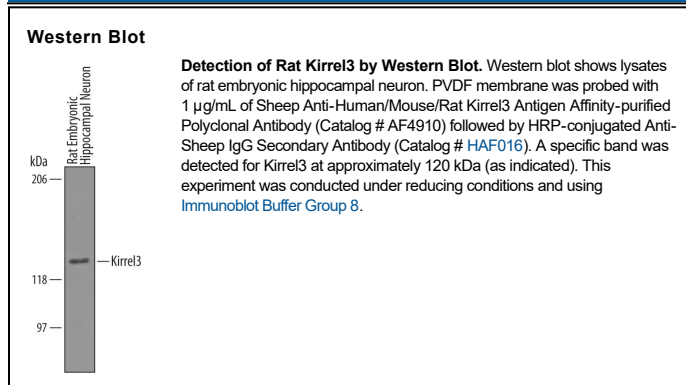 Western Blot
Rat Embryonic
Hippocampal Neuron
kDa
206
Kirrel3
118
97
Detection of Rat Kirrel3 by Western Blot. Western blot shows lysates
of rat embryonic hippocampal neuron. PVDF membrane was probed with
1 µg/mL of Sheep Anti-Human/Mouse/Rat Kirrel3 Antigen Affinity-purified
Polyclonal Antibody (Catalog # AF4910) followed by HRP-conjugated Anti-
Sheep IgG Secondary Antibody (Catalog # HAF016). A specific band was
detected for Kirrel3 at approximately 120 kDa (as indicated). This
experiment was conducted under reducing conditions and using
Immunoblot Buffer Group 8.